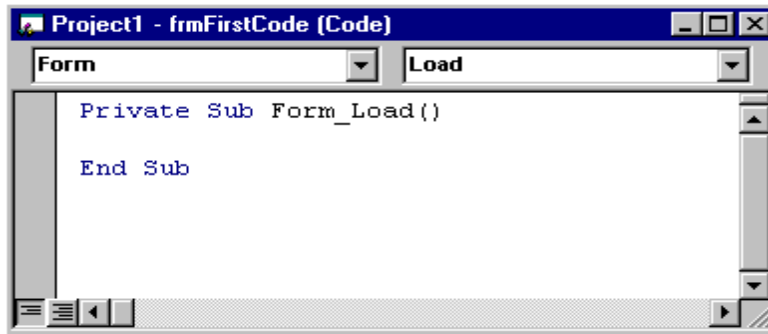 Project1 - frmFirstCode (Code)
Form Load
Private Sub Form_Load()
End Sub